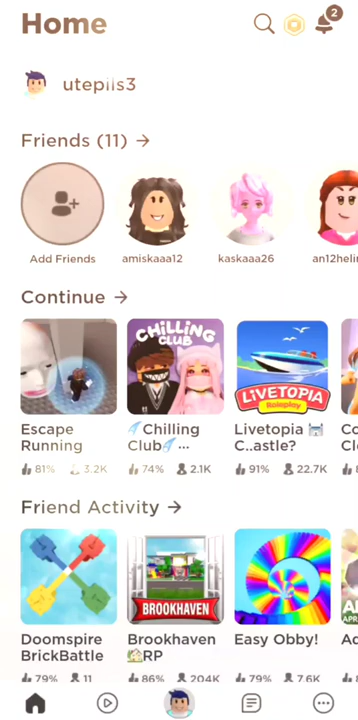 Home
2
utepils3
Friends (11) →
Add Friends
amiskaaa12
kaskaaa26
an12helin
Continue →
CHiLLiNG
CLUB
LiVETOPiA
Roleplay
Escape
Running
Chilling
Club ...
Livetopia
C..astle?
81% 3.2K
74% 2.1K
91% 22.7K
Friend Activity →
BROOKHAVEN
Doomspire
BrickBattle
Brookhaven
RP
Easy Obby!
79% 11
86% 204K
79% 7.6K